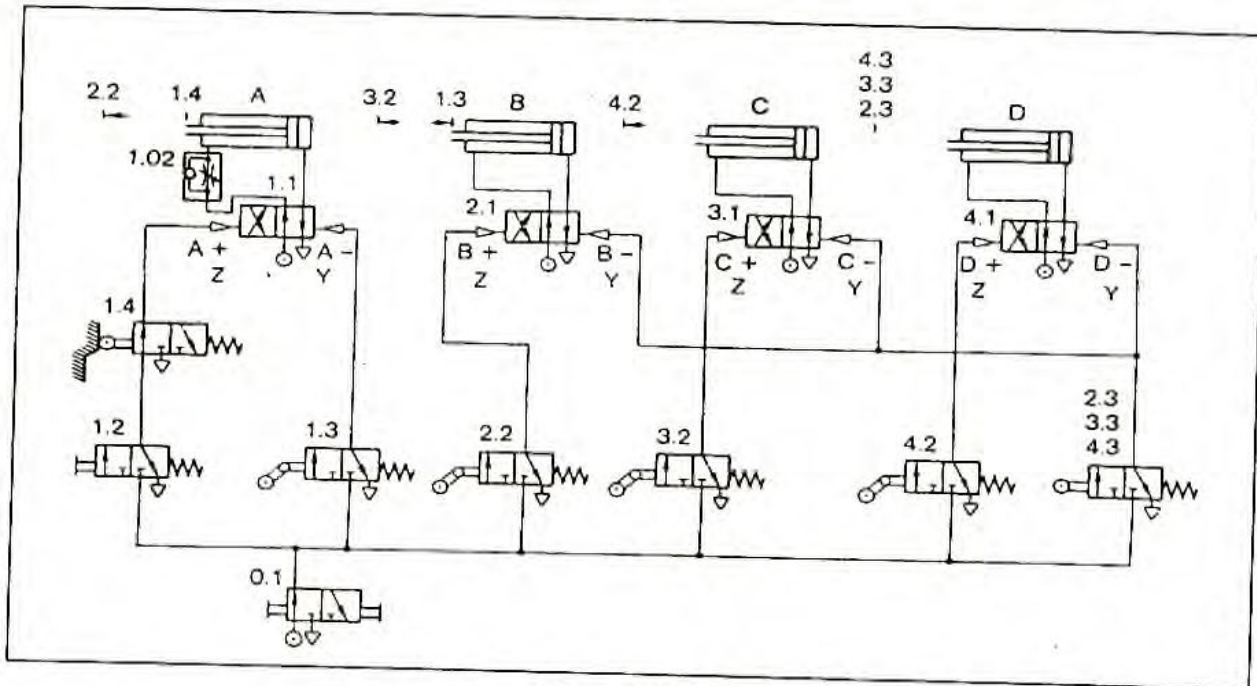 4.3
3.3
2.3
2.2 1.4 A 3.2 1.3 B 4.2 C D
1.02 1.1 2.1 3.1 4.1
A + A - B + B - C + C - D + D -
Z Y Z Y Z Y Z Y
1.4
2.3
3.3
1.2 1.3 2.2 3.2 4.2 4.3
0.1